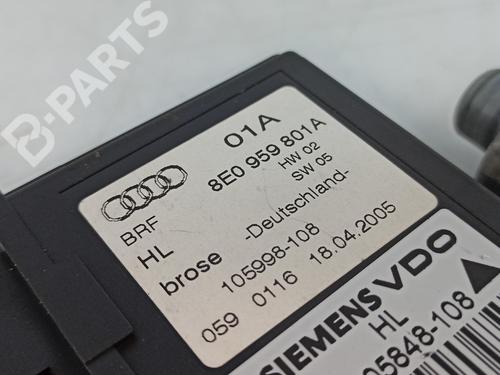 B-PARTS
01A
8E0 959 801A
HW 02
BRF
SW 05
HL
-Deutschland-
brose
105998-108
059 0116 18.04.2005
SIEMENS VDO
HL
05848-108